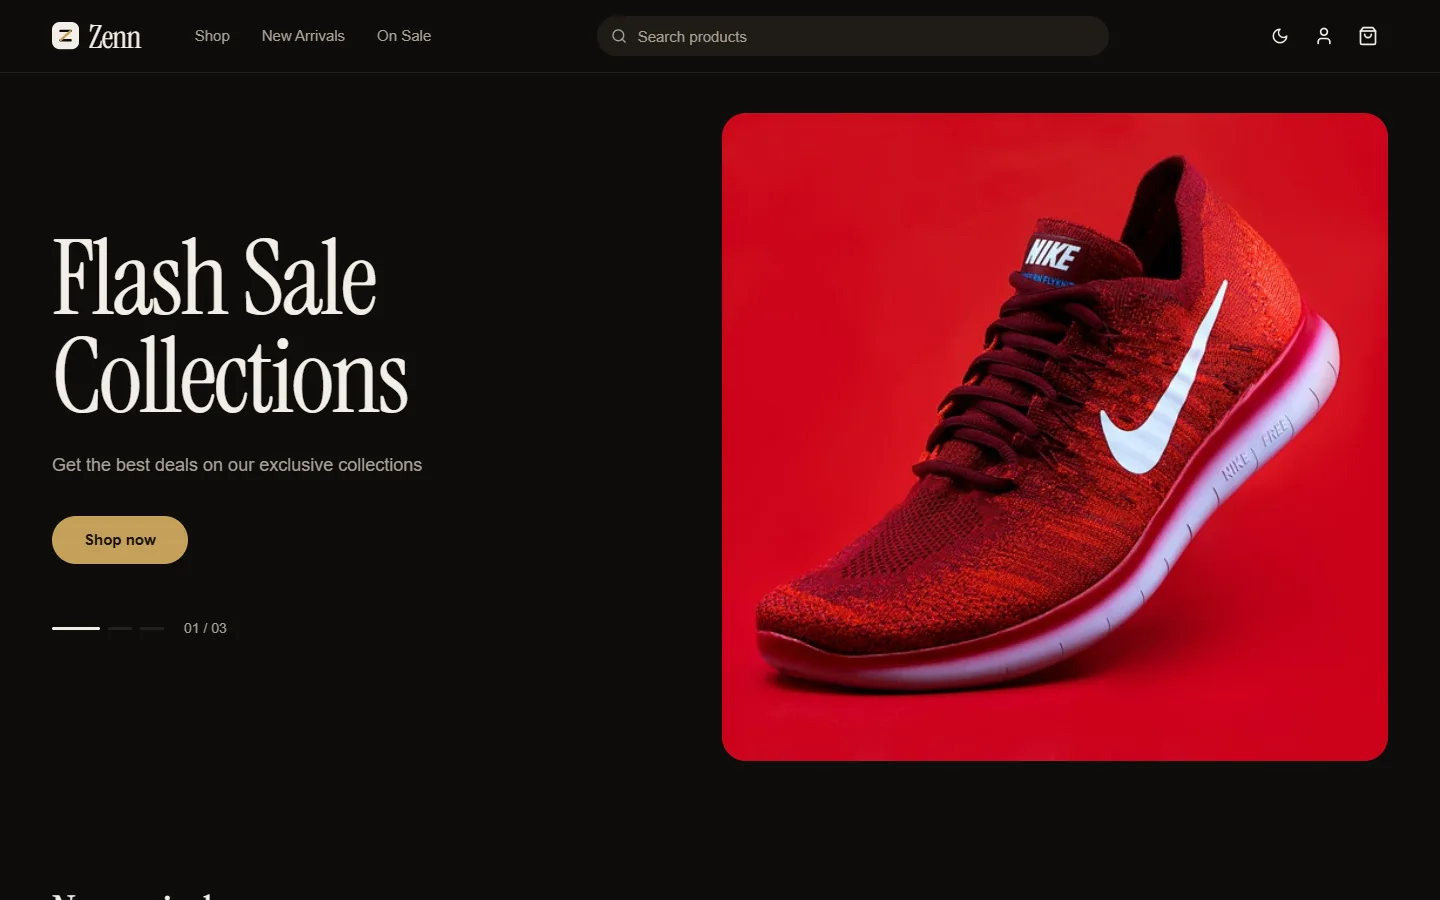 Z Zenn
Shop
New Arrivals
On Sale
Search products
Flash Sale
Collections
Get the best deals on our exclusive collections
Shop now
01 / 03
NIKE
NIKE FREE